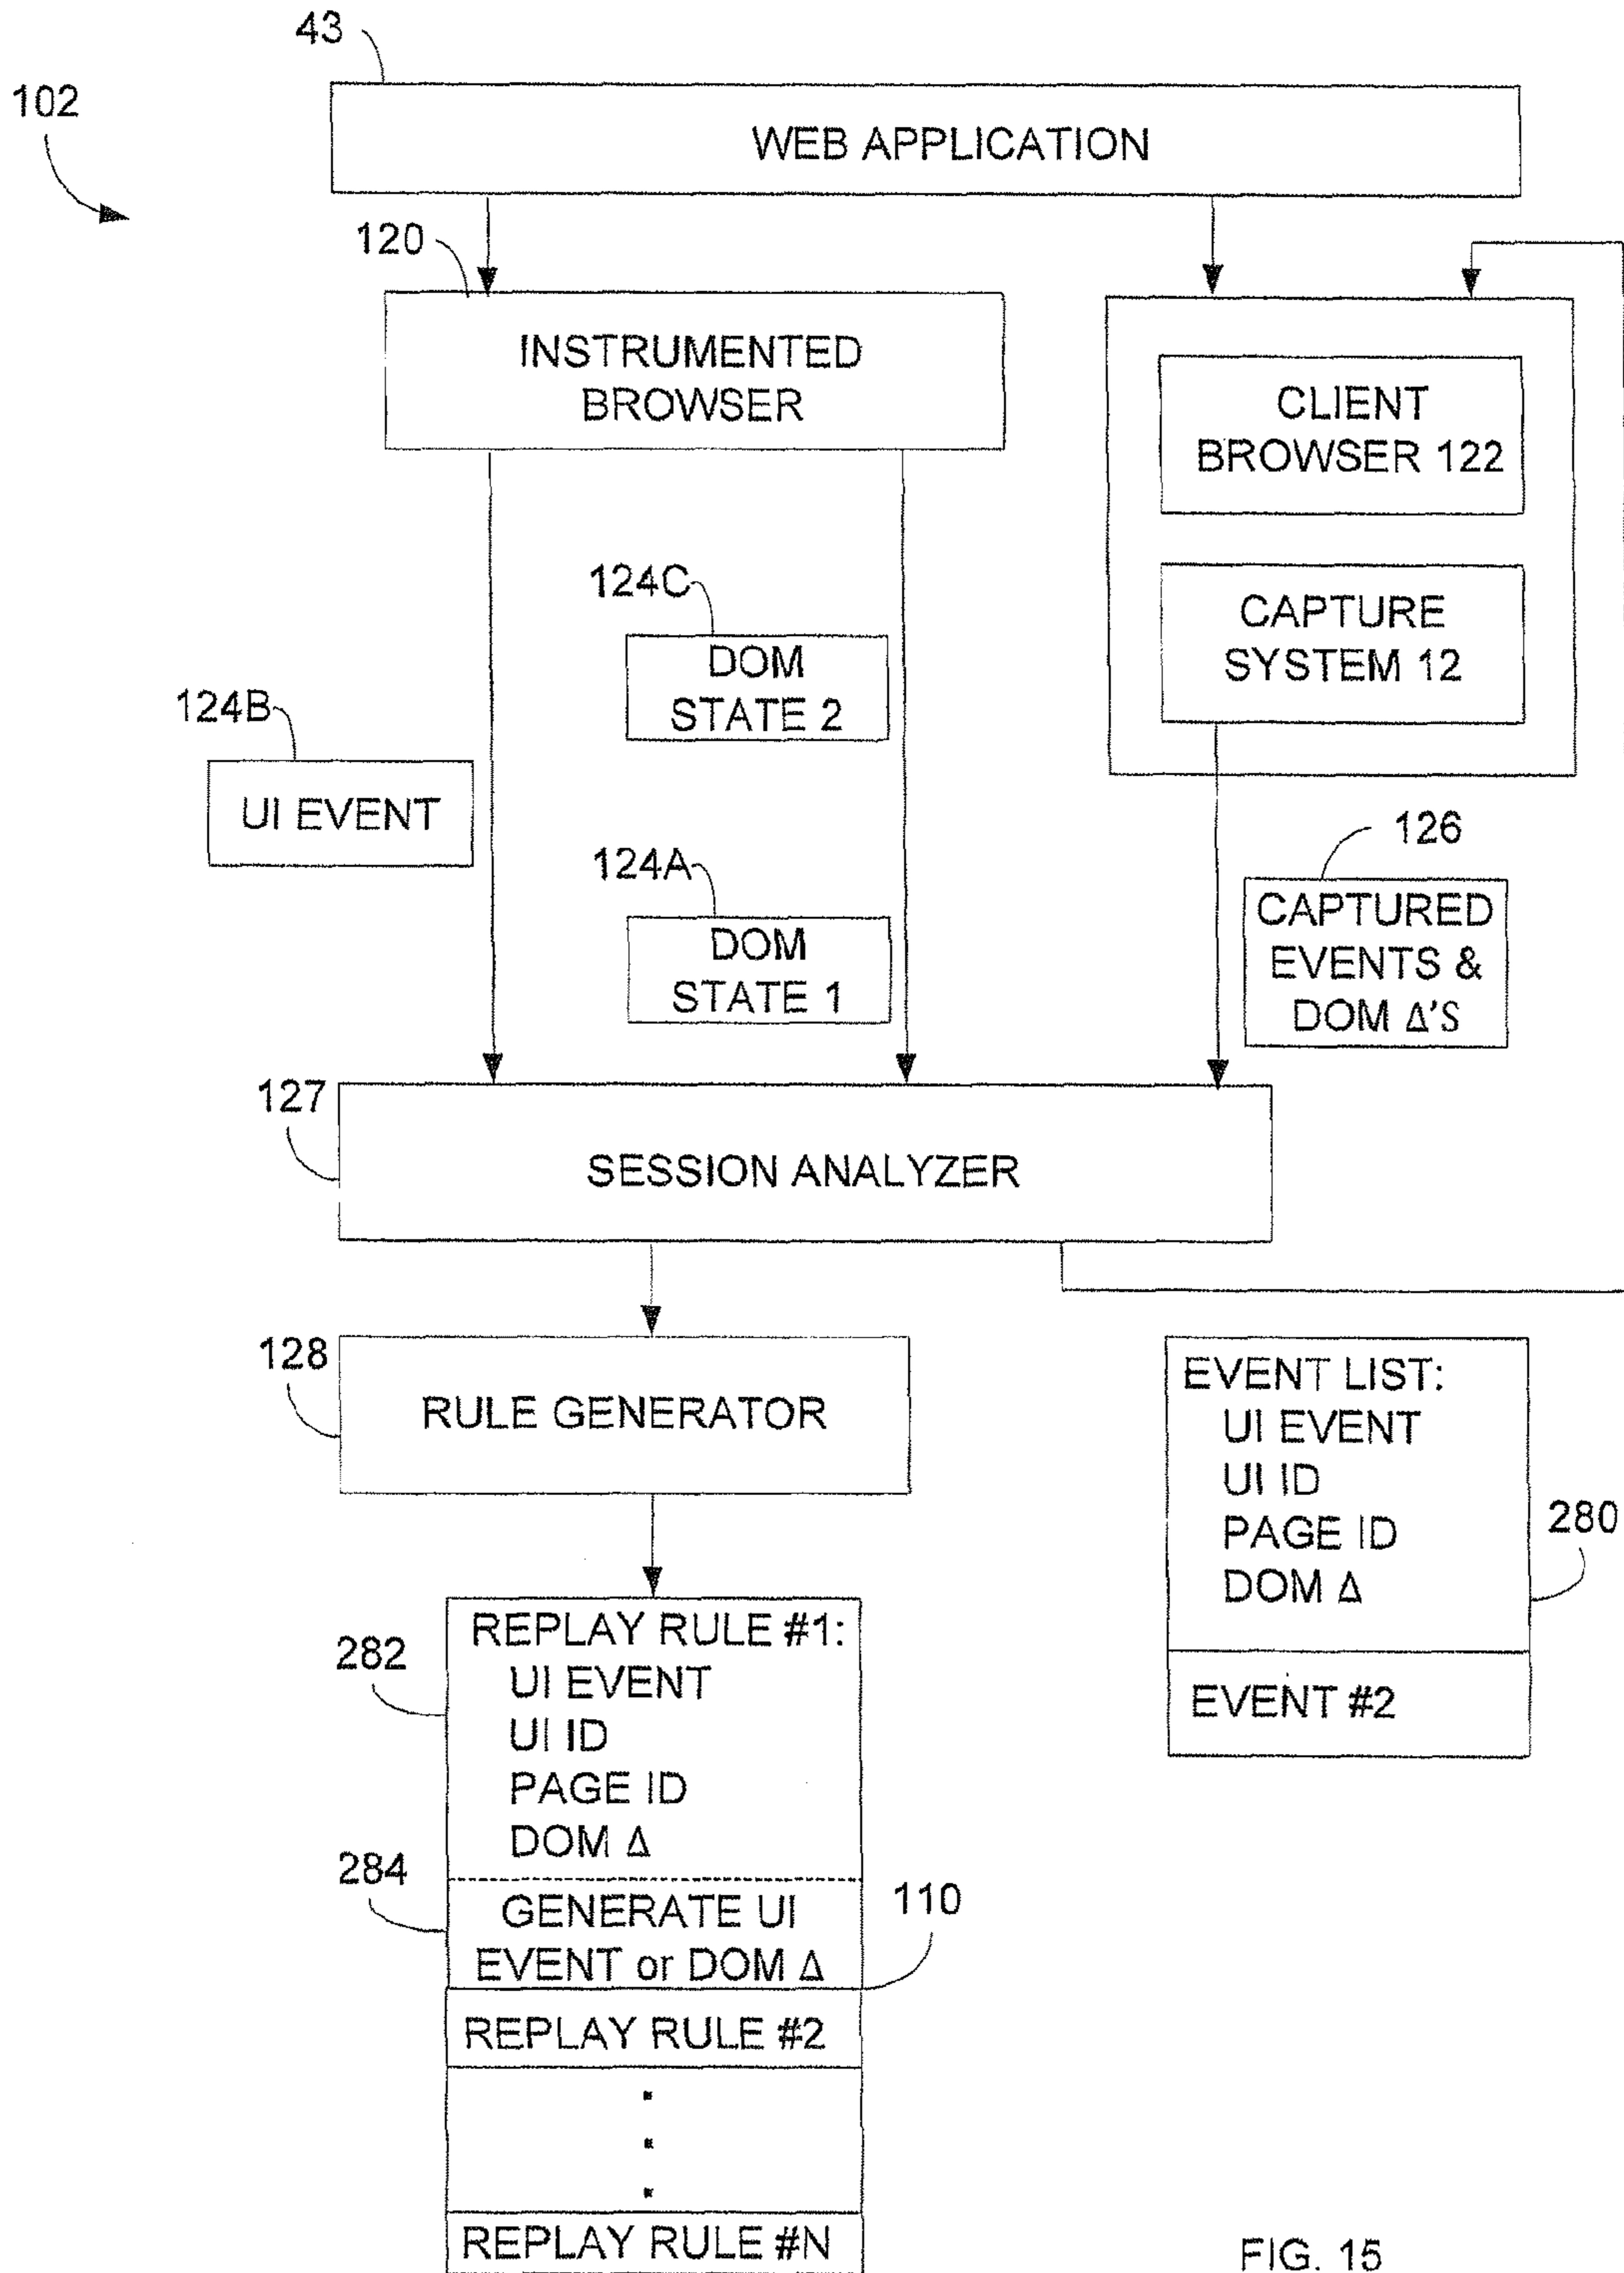 43
102
WEB APPLICATION
120
INSTRUMENTED
BROWSER
CLIENT
BROWSER 122
124C
DOM
STATE 2
CAPTURE
SYSTEM 12
124B
UI EVENT
124A
DOM
STATE 1
126
CAPTURED
EVENTS &
DOM Δ'S
127
SESSION ANALYZER
128
RULE GENERATOR
EVENT LIST:
UI EVENT
UI ID
PAGE ID
DOM Δ
280
EVENT #2
282
REPLAY RULE #1:
UI EVENT
UI ID
PAGE ID
DOM Δ
284
GENERATE UI
EVENT or DOM Δ
110
REPLAY RULE #2
REPLAY RULE #N
FIG. 15